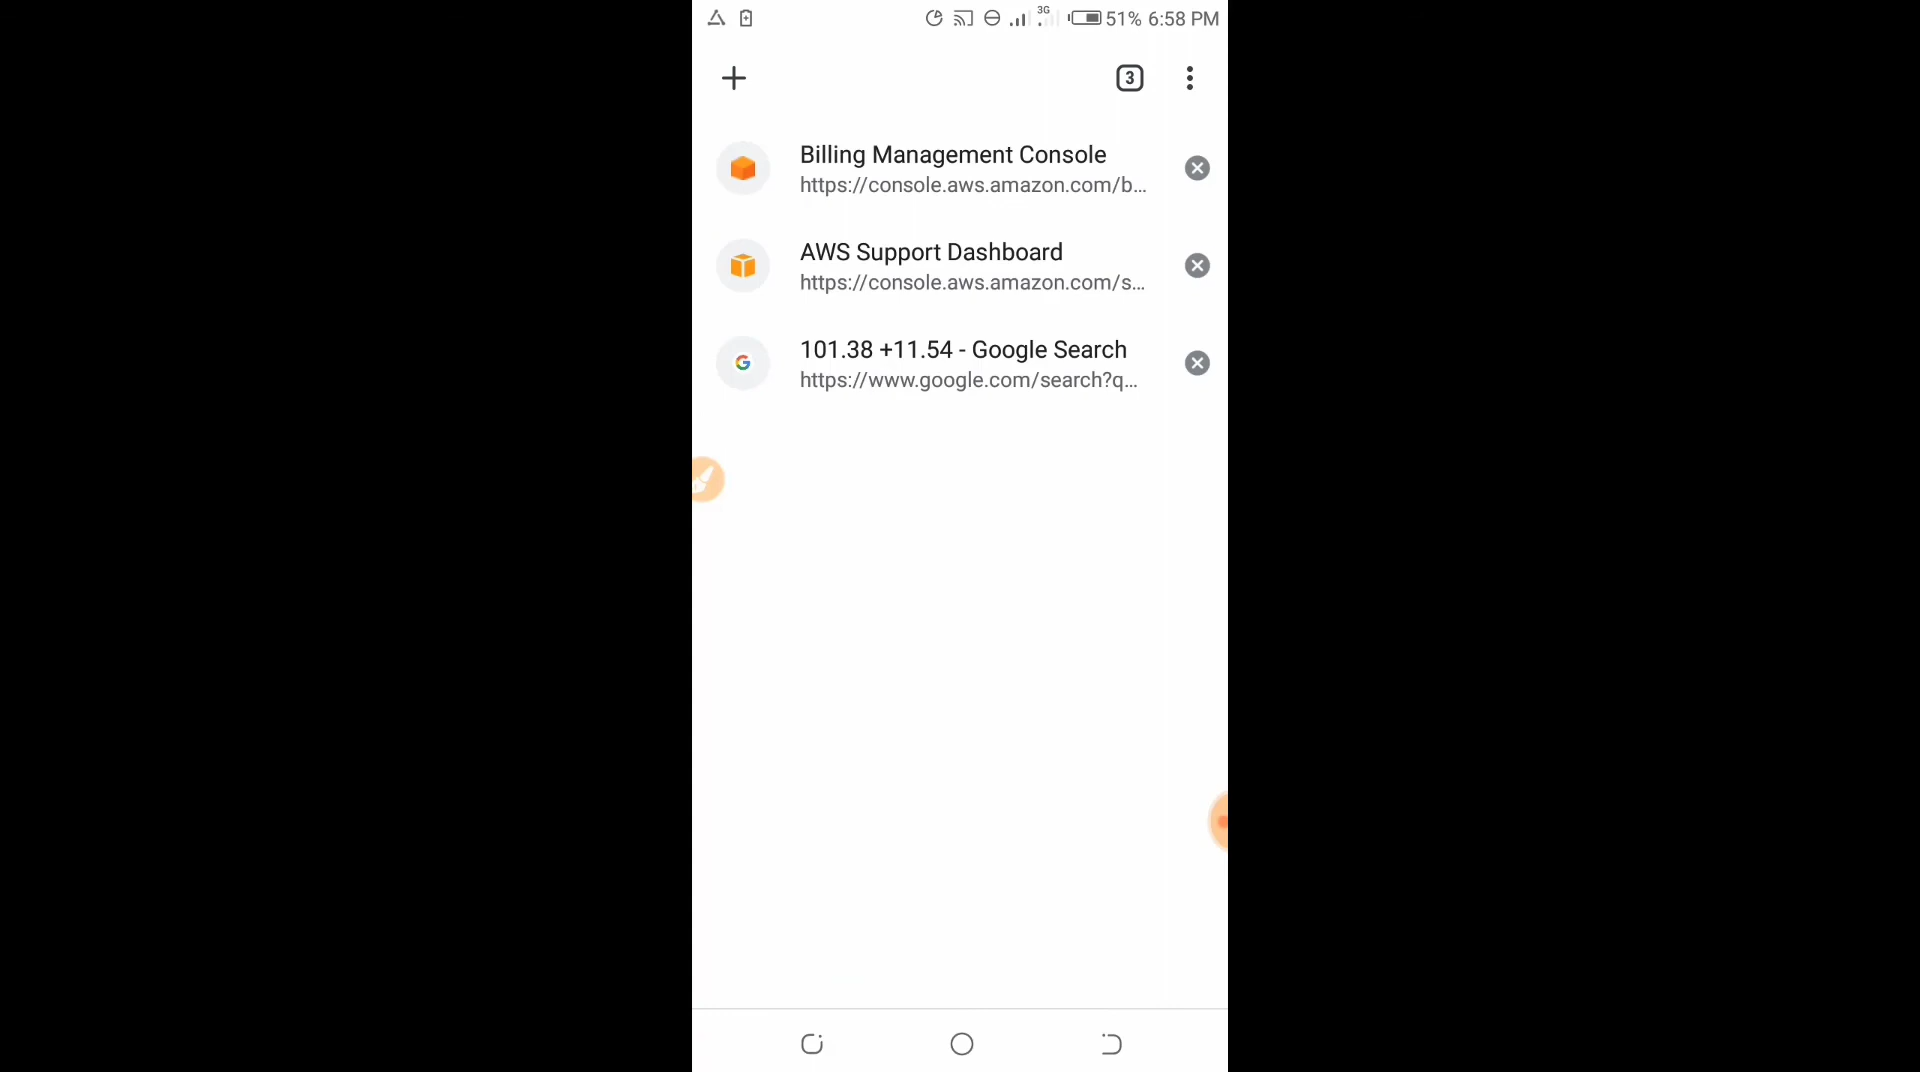 3G
51% 6:58 PM
3
Billing Management Console
https://console.aws.amazon.com/b...
AWS Support Dashboard
https://console.aws.amazon.com/s...
101.38 +11.54 - Google Search
https://www.google.com/search?q...